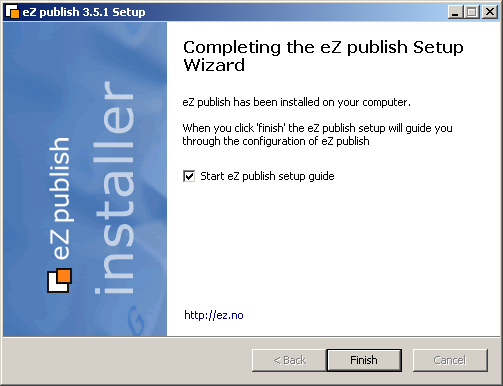 eZ publish 3.5.1 Setup
eZ publish
installer
Completing the eZ publish Setup
Wizard
eZ publish has been installed on your computer.
When you click 'finish' the eZ publish setup will guide you
through the configuration of eZ publish
Start eZ publish setup guide
http://ez.no
< Back
Finish
Cancel